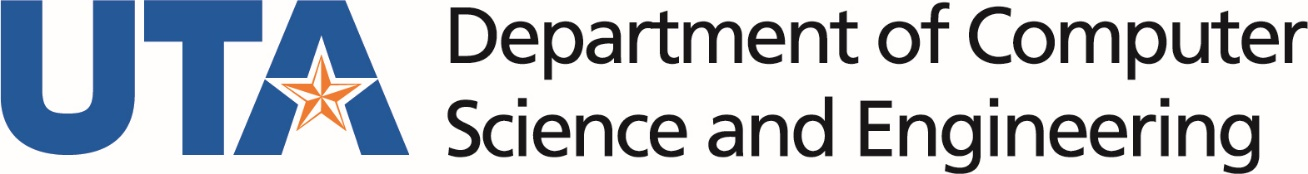 UTA Department of Computer
Science and Engineering